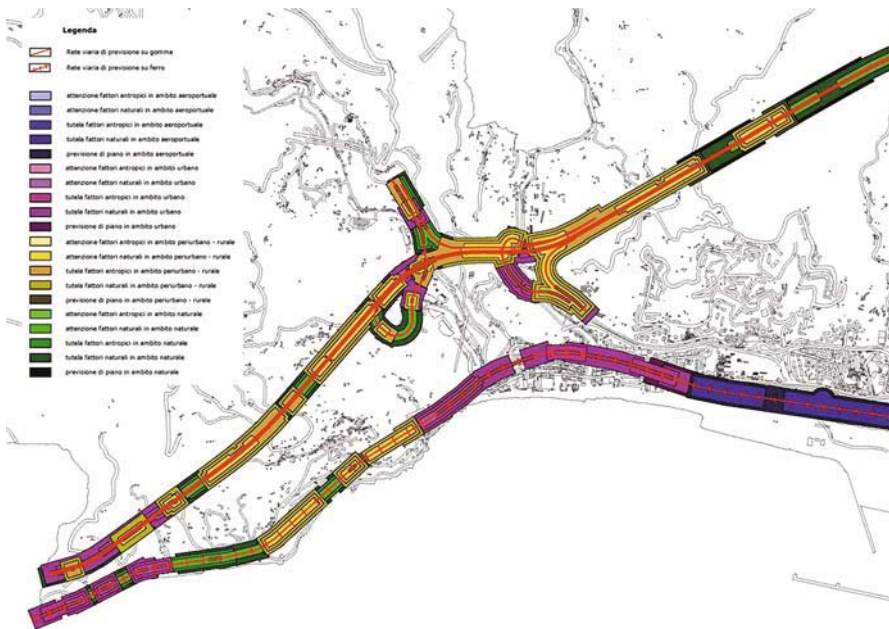 Legenda
Rete viaria di previsione su gomma
Rete viaria di previsione su ferro
attenzione fattori antropici in ambito aeroportuale
attenzione fattori naturali in ambito aeroportuale
tutela fattori antropici in ambito aeroportuale
tutela fattori naturali in ambito aeroportuale
previsione di piano in ambito aeroportuale
attenzione fattori antropici in ambito urbano
attenzione fattori naturali in ambito urbano
tutela fattori antropici in ambito urbano
tutela fattori naturali in ambito urbano
previsione di piano in ambito urbano
attenzione fattori antropici in ambito periurbano - rurale
attenzione fattori naturali in ambito periurbano - rurale
tutela fattori antropici in ambito periurbano - rurale
tutela fattori naturali in ambito periurbano - rurale
previsione di piano in ambito periurbano - rurale
attenzione fattori antropici in ambito naturale
attenzione fattori naturali in ambito naturale
tutela fattori antropici in ambito naturale
tutela fattori naturali in ambito naturale
previsione di piano in ambito naturale